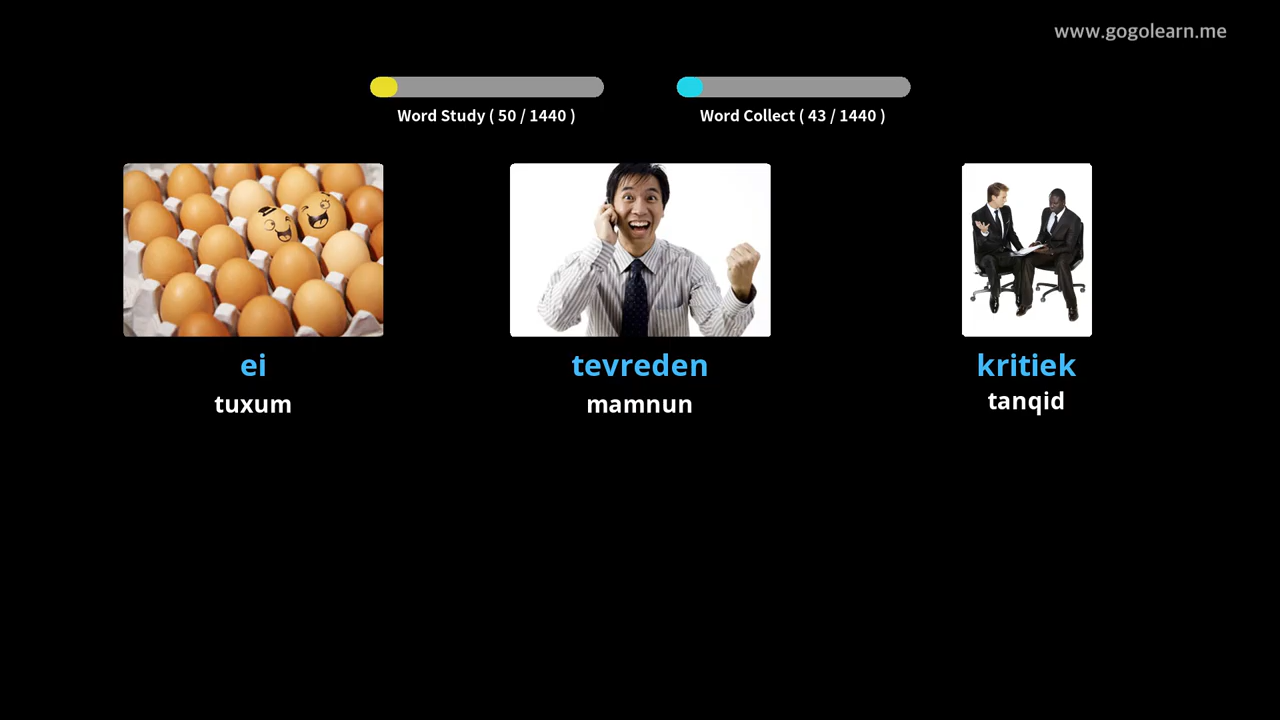 www.gogolearn.me
Word Study ( 50 / 1440 )
Word Collect ( 43 / 1440 )
ei
tevreden
kritiek
tuxum
mamnun
tanqid